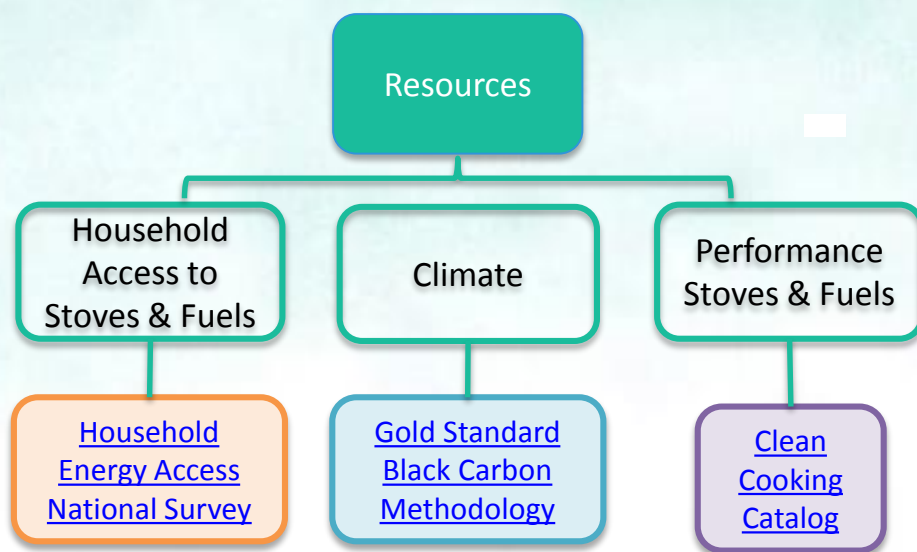 Resources
Household
Access to
Stoves & Fuels
Climate
Performance
Stoves & Fuels
Household
Energy Access
National Survey
Gold Standard
Black Carbon
Methodology
Clean
Cooking
Catalog